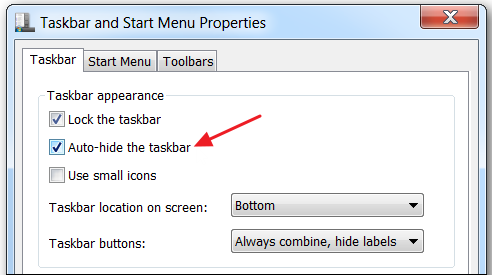 Taskbar and Start Menu Properties
Taskbar Start Menu Toolbars
Taskbar appearance
Lock the taskbar
Auto-hide the taskbar
Use small icons
Taskbar location on screen: Bottom
Taskbar buttons: Always combine, hide labels